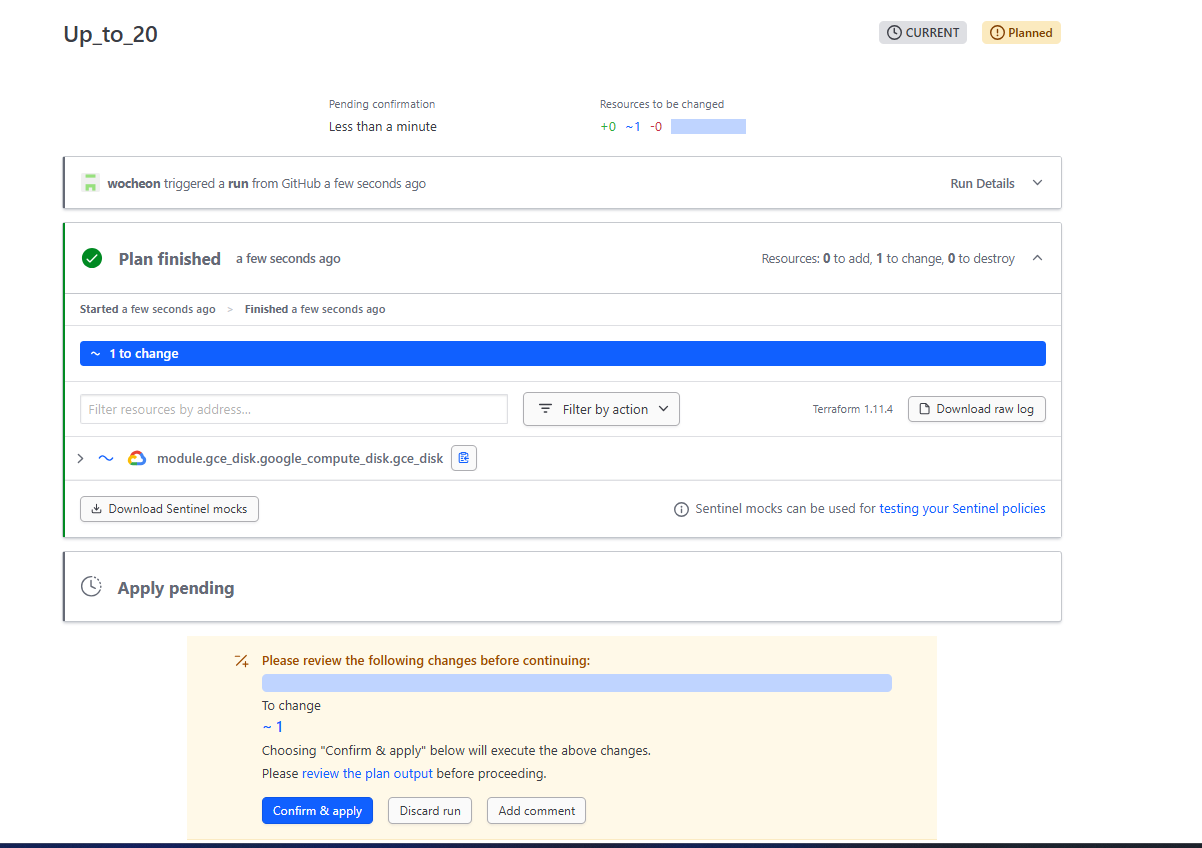 Up_to_20
CURRENT
Planned
Pending confirmation
Less than a minute
Resources to be changed
+0 ~1 -0
wocheon triggered a run from GitHub a few seconds ago
Run Details
Plan finished a few seconds ago
Resources: 0 to add, 1 to change, 0 to destroy
Started a few seconds ago > Finished a few seconds ago
~ 1 to change
Filter resources by address...
Filter by action
Terraform 1.11.4
Download raw log
module.gce_disk.google_compute_disk.gce_disk
Download Sentinel mocks
Sentinel mocks can be used for testing your Sentinel policies
Apply pending
Please review the following changes before continuing:
To change
~ 1
Choosing "Confirm & apply" below will execute the above changes.
Please review the plan output before proceeding.
Confirm & apply
Discard run
Add comment